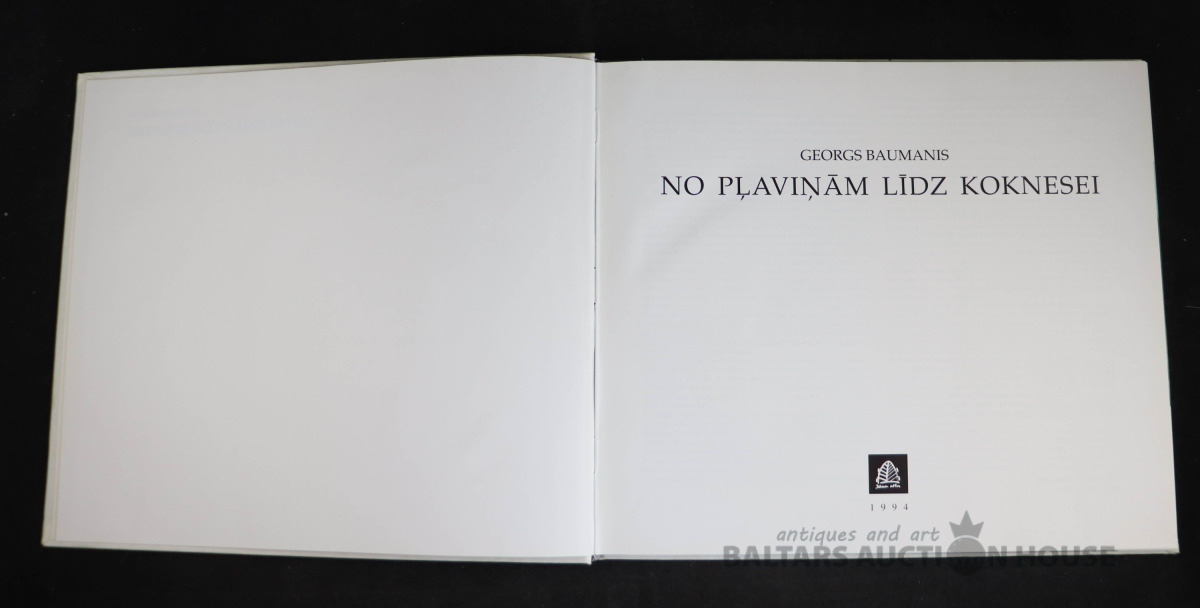 GEORGS BAUMANIS
NO PĻAVIŅĀM LĪDZ KOKNESEI
1994
antiques and art
BALTARS AUCTION HOUSE